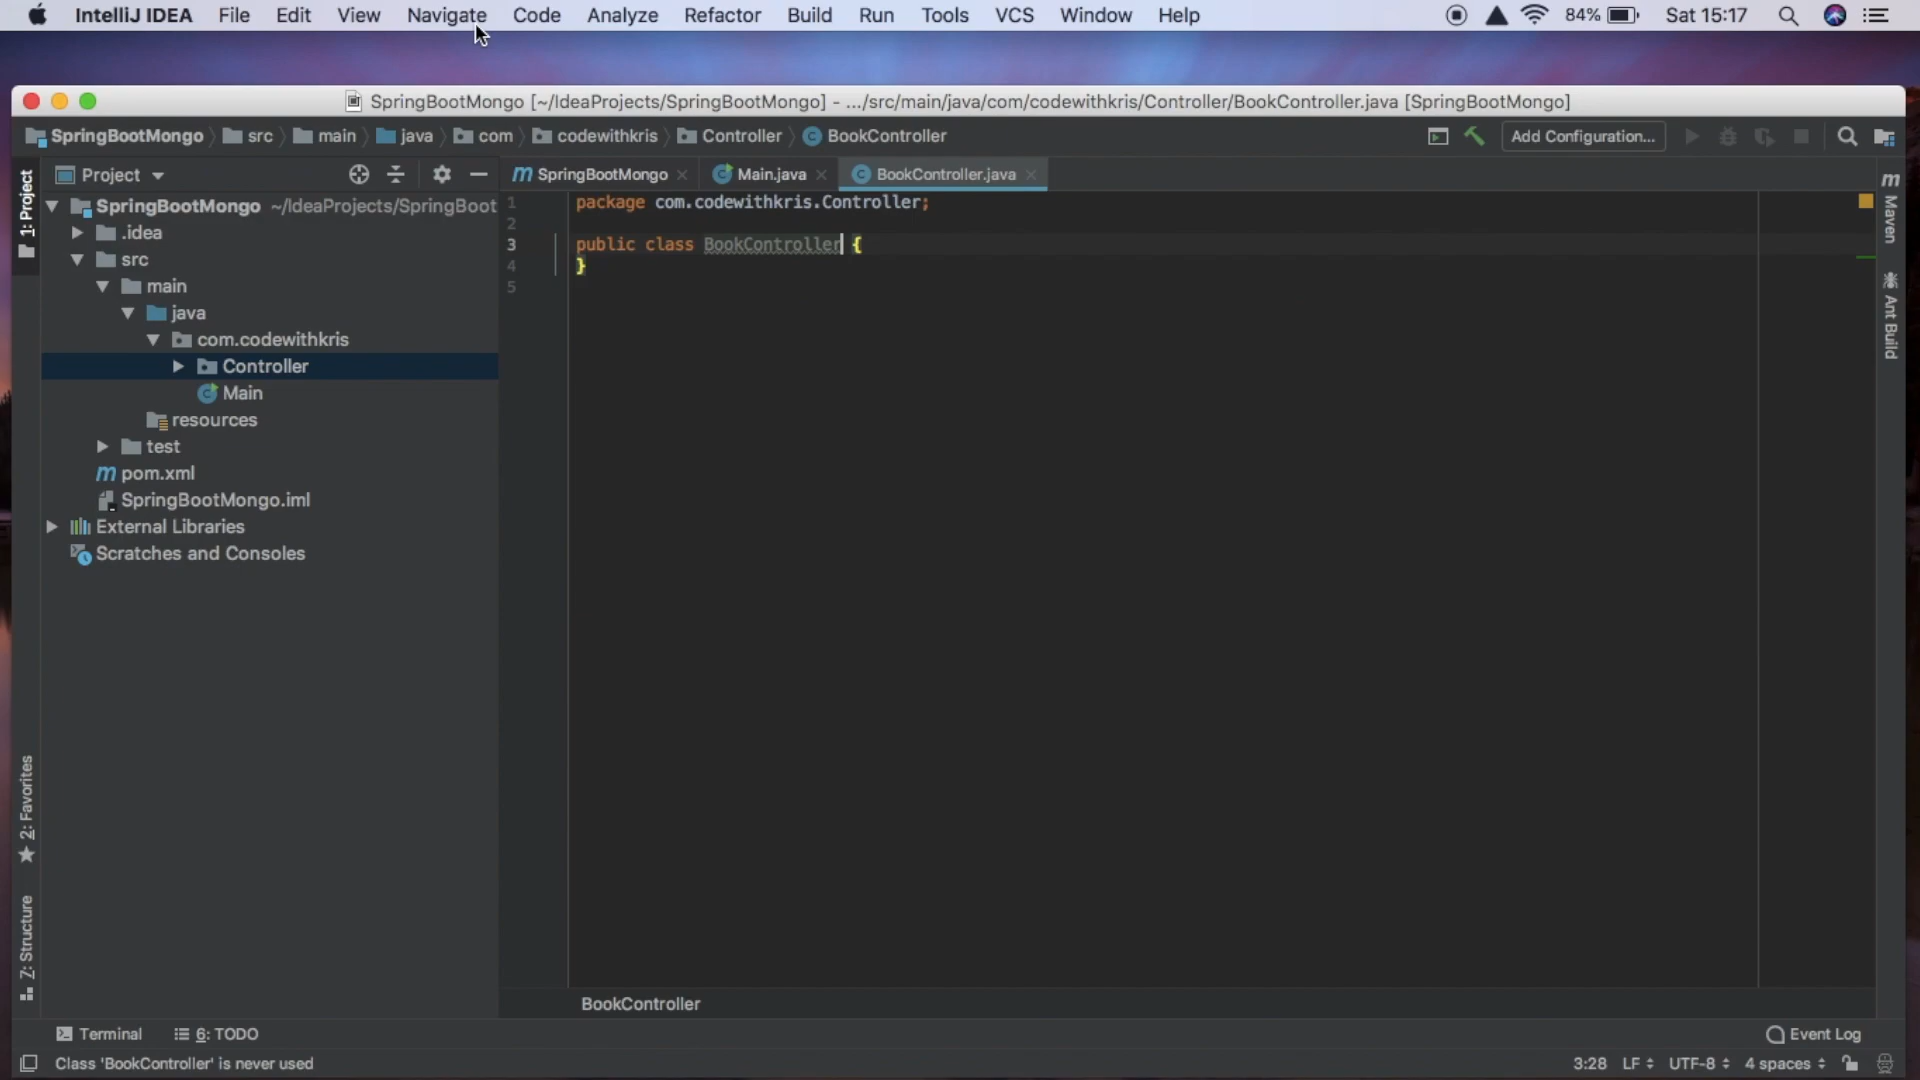 IntelliJ IDEA File Edit View Navigate Code Analyze Refactor Build Run Tools VCS Window Help 84% Sat 15:17
SpringBootMongo [~/IdeaProjects/SpringBootMongo] - .../src/main/java/com/codewithkris/Controller/BookController.java [SpringBootMongo]
SpringBootMongo src main java com codewithkris Controller BookController Add Configuration...
Project
SpringBootMongo Main.java BookController.java
1: Project
SpringBootMongo ~/IdeaProjects/SpringBoot
.idea
src
main
java
com.codewithkris
Controller
Main
resources
test
pom.xml
SpringBootMongo.iml
External Libraries
Scratches and Consoles
1 package com.codewithkris.Controller;
2
3 public class BookController {
4 }
5
Maven
Ant Build
2: Favorites
7: Structure
BookController
Terminal 6: TODO Event Log
Class 'BookController' is never used 3:28 LF UTF-8 4 spaces